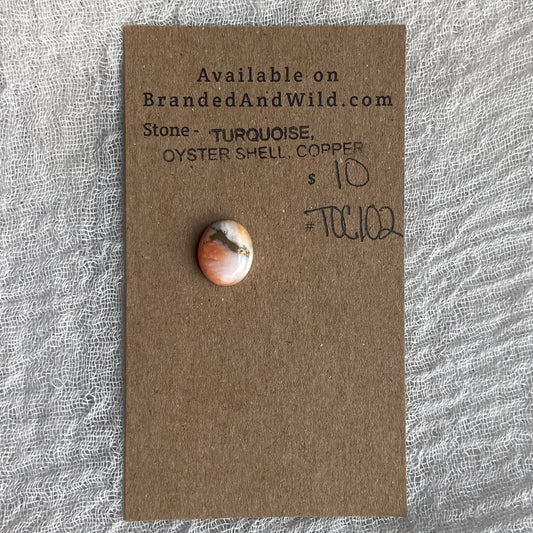 Available on
BrandedAndWild.com
Stone - TURQUOISE,
OYSTER SHELL, COPPER
$ 10
#TOC102